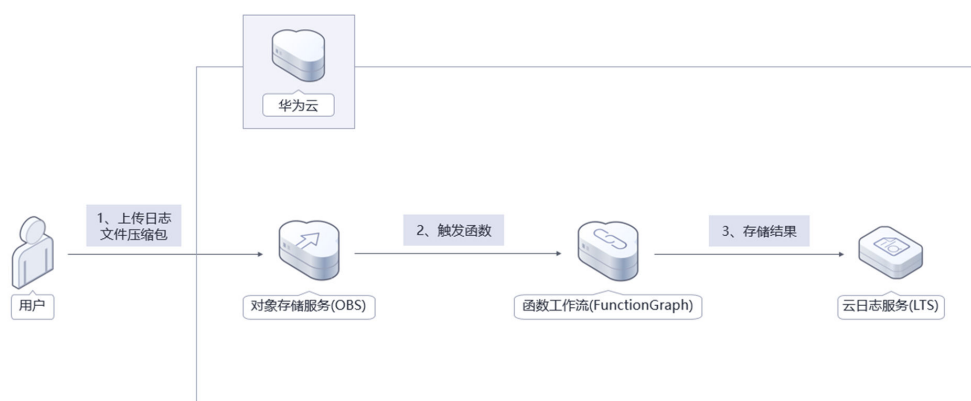 华为云
1、上传日志
文件压缩包
2、触发函数
3、存储结果
用户
对象存储服务(OBS)
函数工作流(FunctionGraph)
云日志服务(LTS)